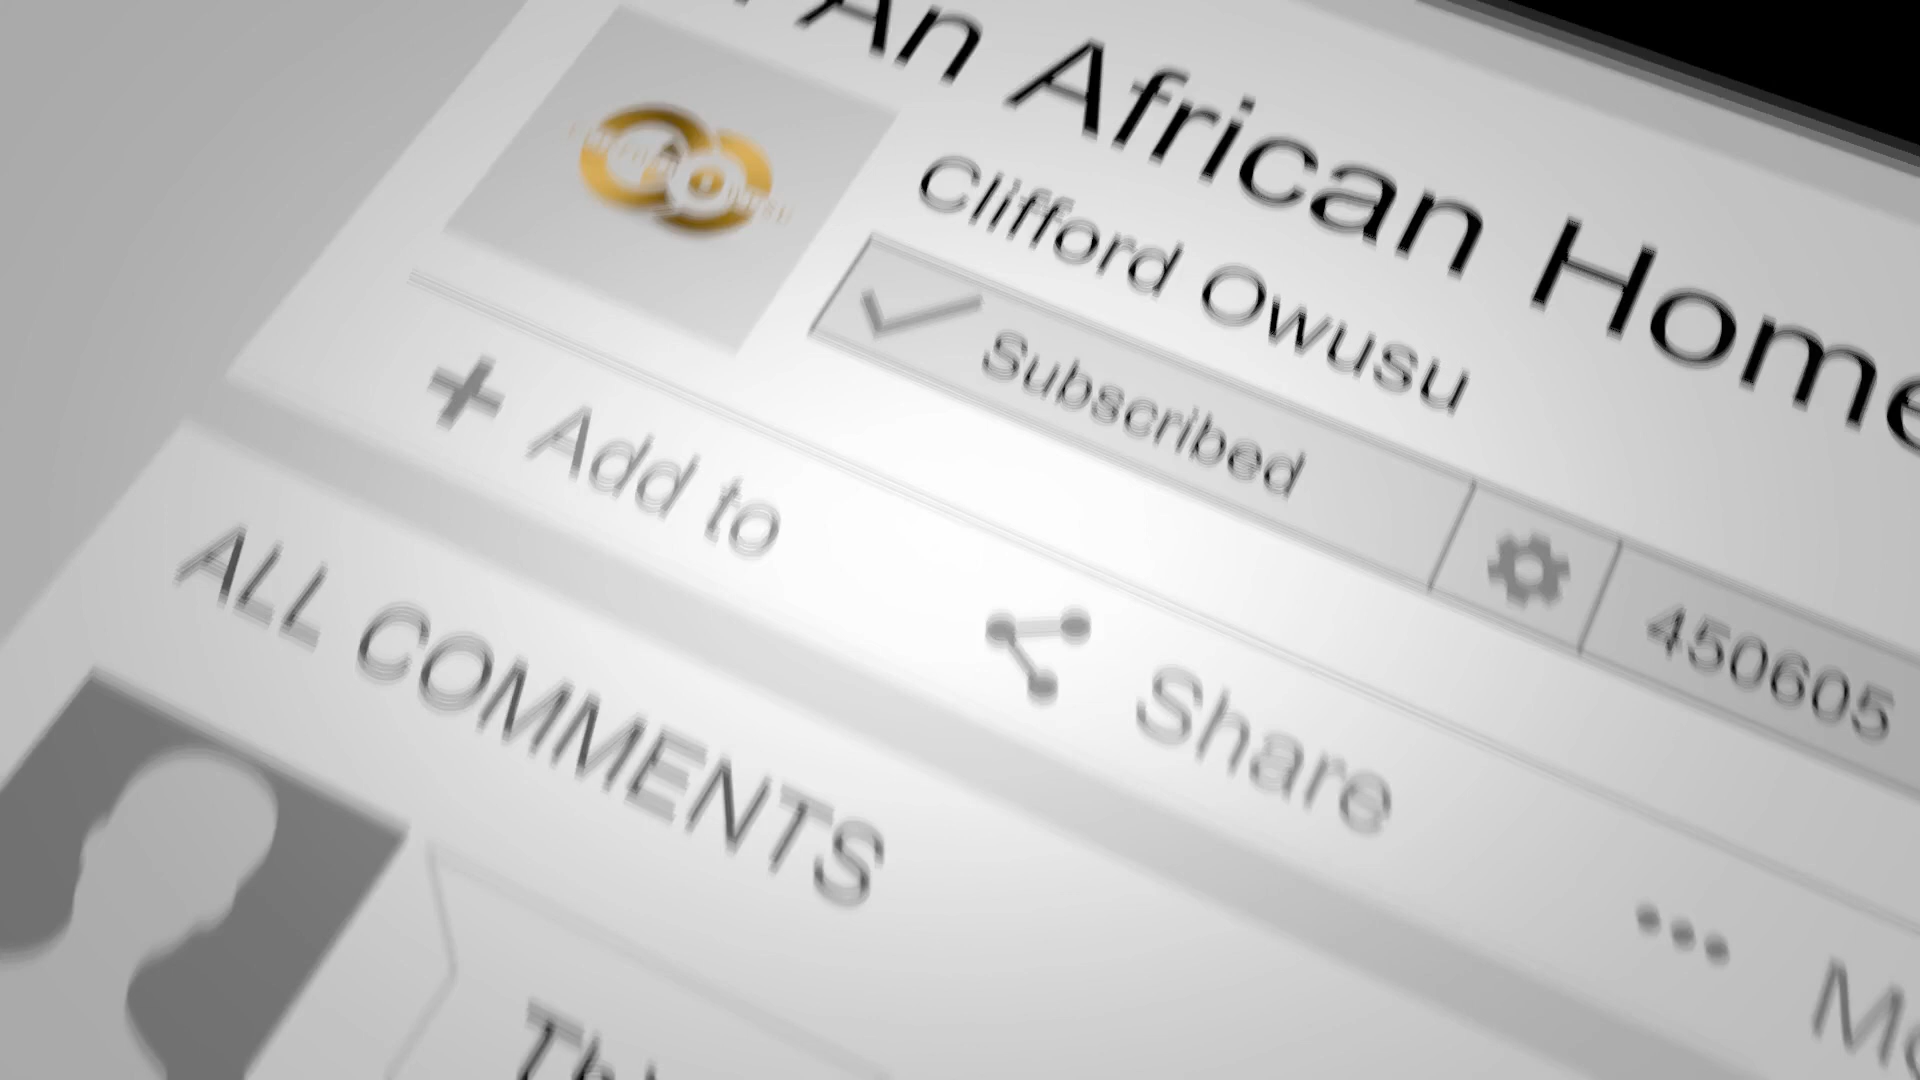 An African Home
Clifford Owusu
Subscribed
450605
Add to
Share
ALL COMMENTS